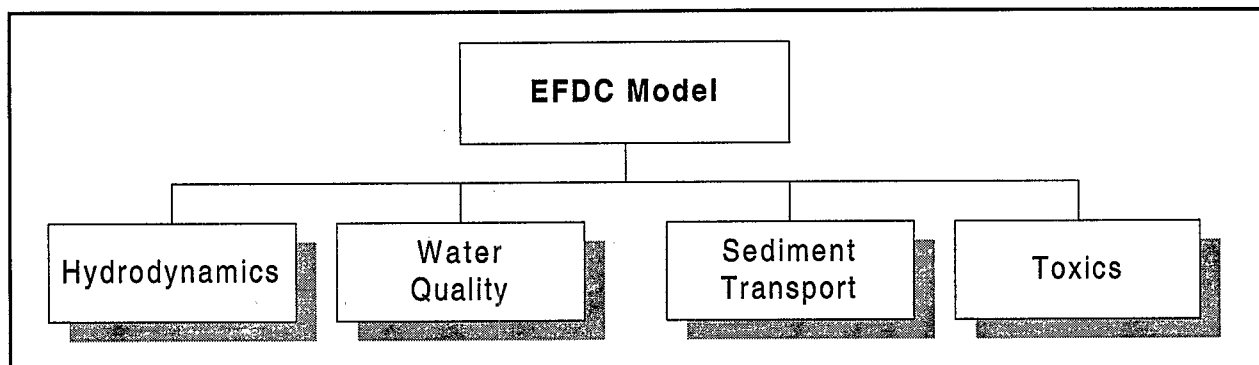 EFDC Model
Hydrodynamics
Water
Quality
Sediment
Transport
Toxics